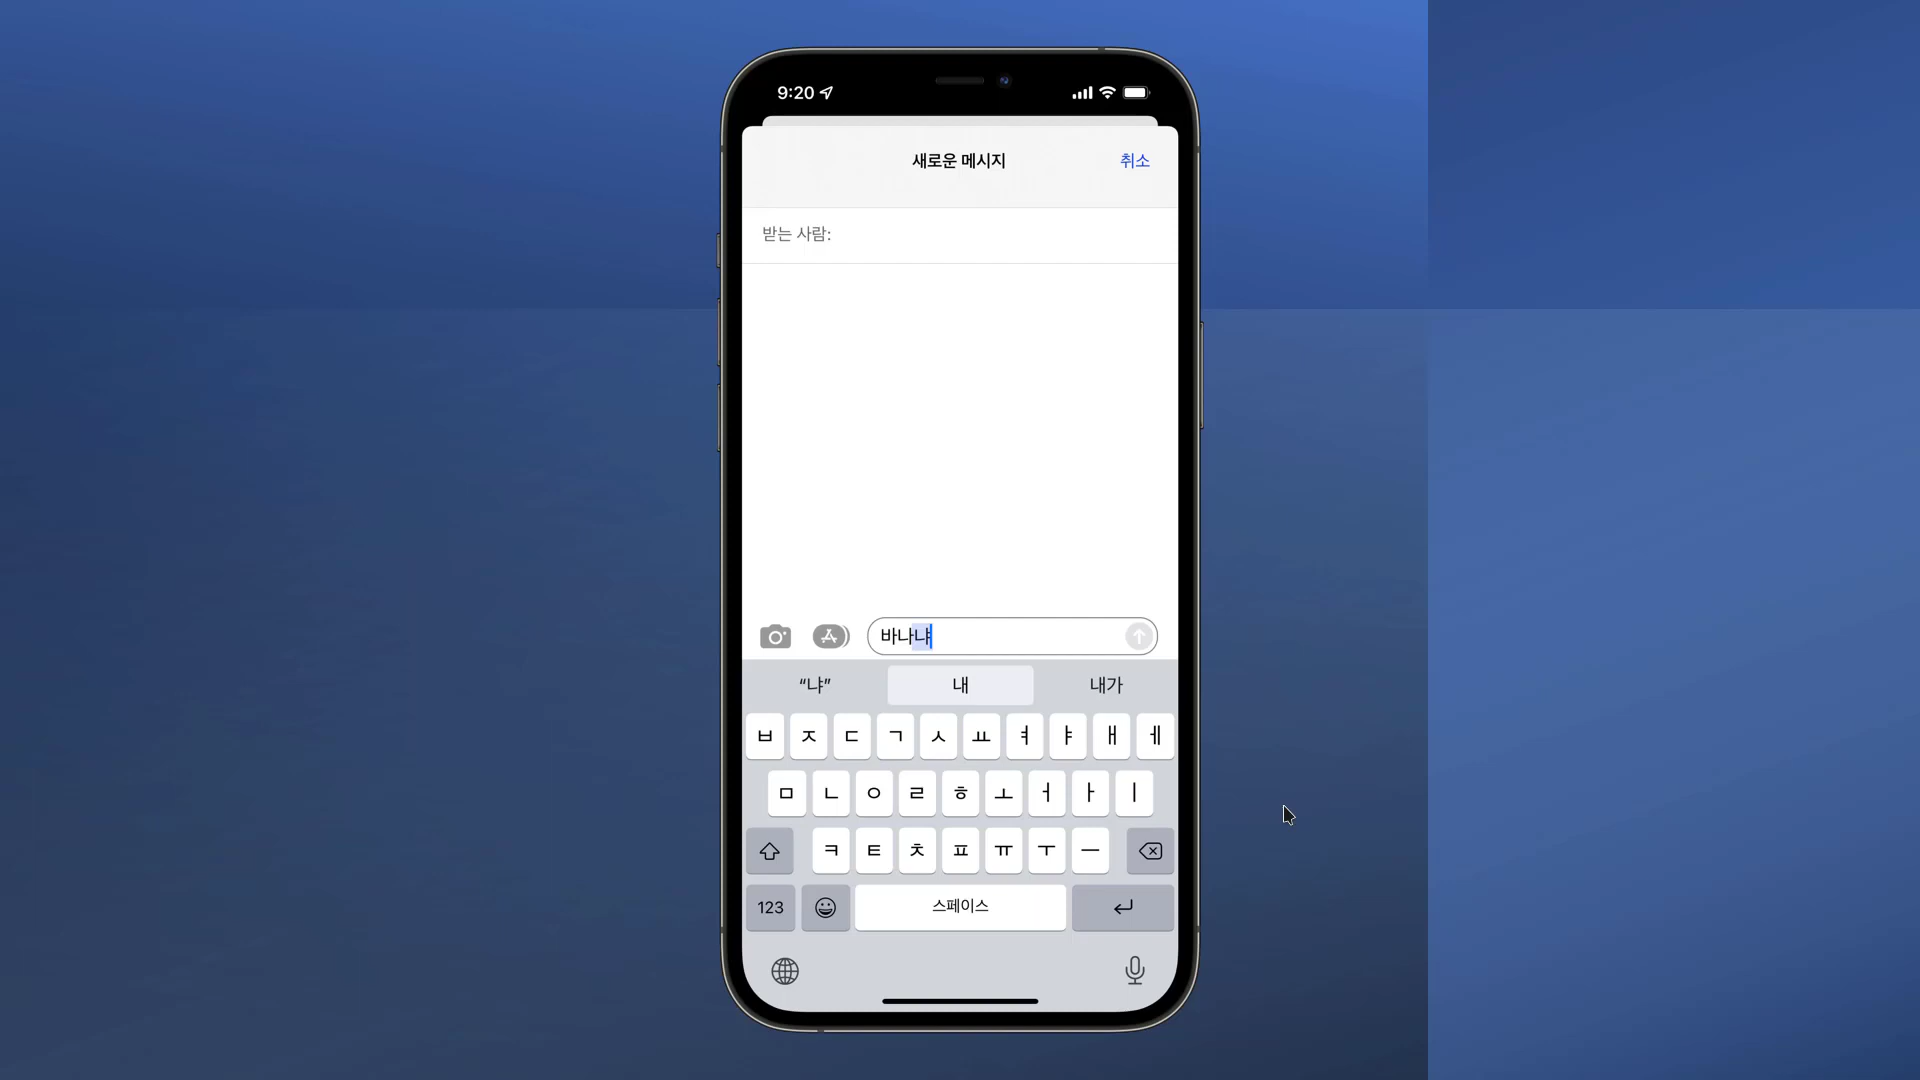 9:20
새로운 메시지 취소
받는 사람:
바나냐
“냐” 내 내가
ㅂ ㅈ ㄷ ㄱ ㅅ ㅛ ㅕ ㅑ ㅐ ㅔ
ㅁ ㄴ ㅇ ㄹ ㅎ ㅗ ㅓ ㅏ ㅣ
ㅋ ㅌ ㅊ ㅍ ㅠ ㅜ ㅡ
123 스페이스